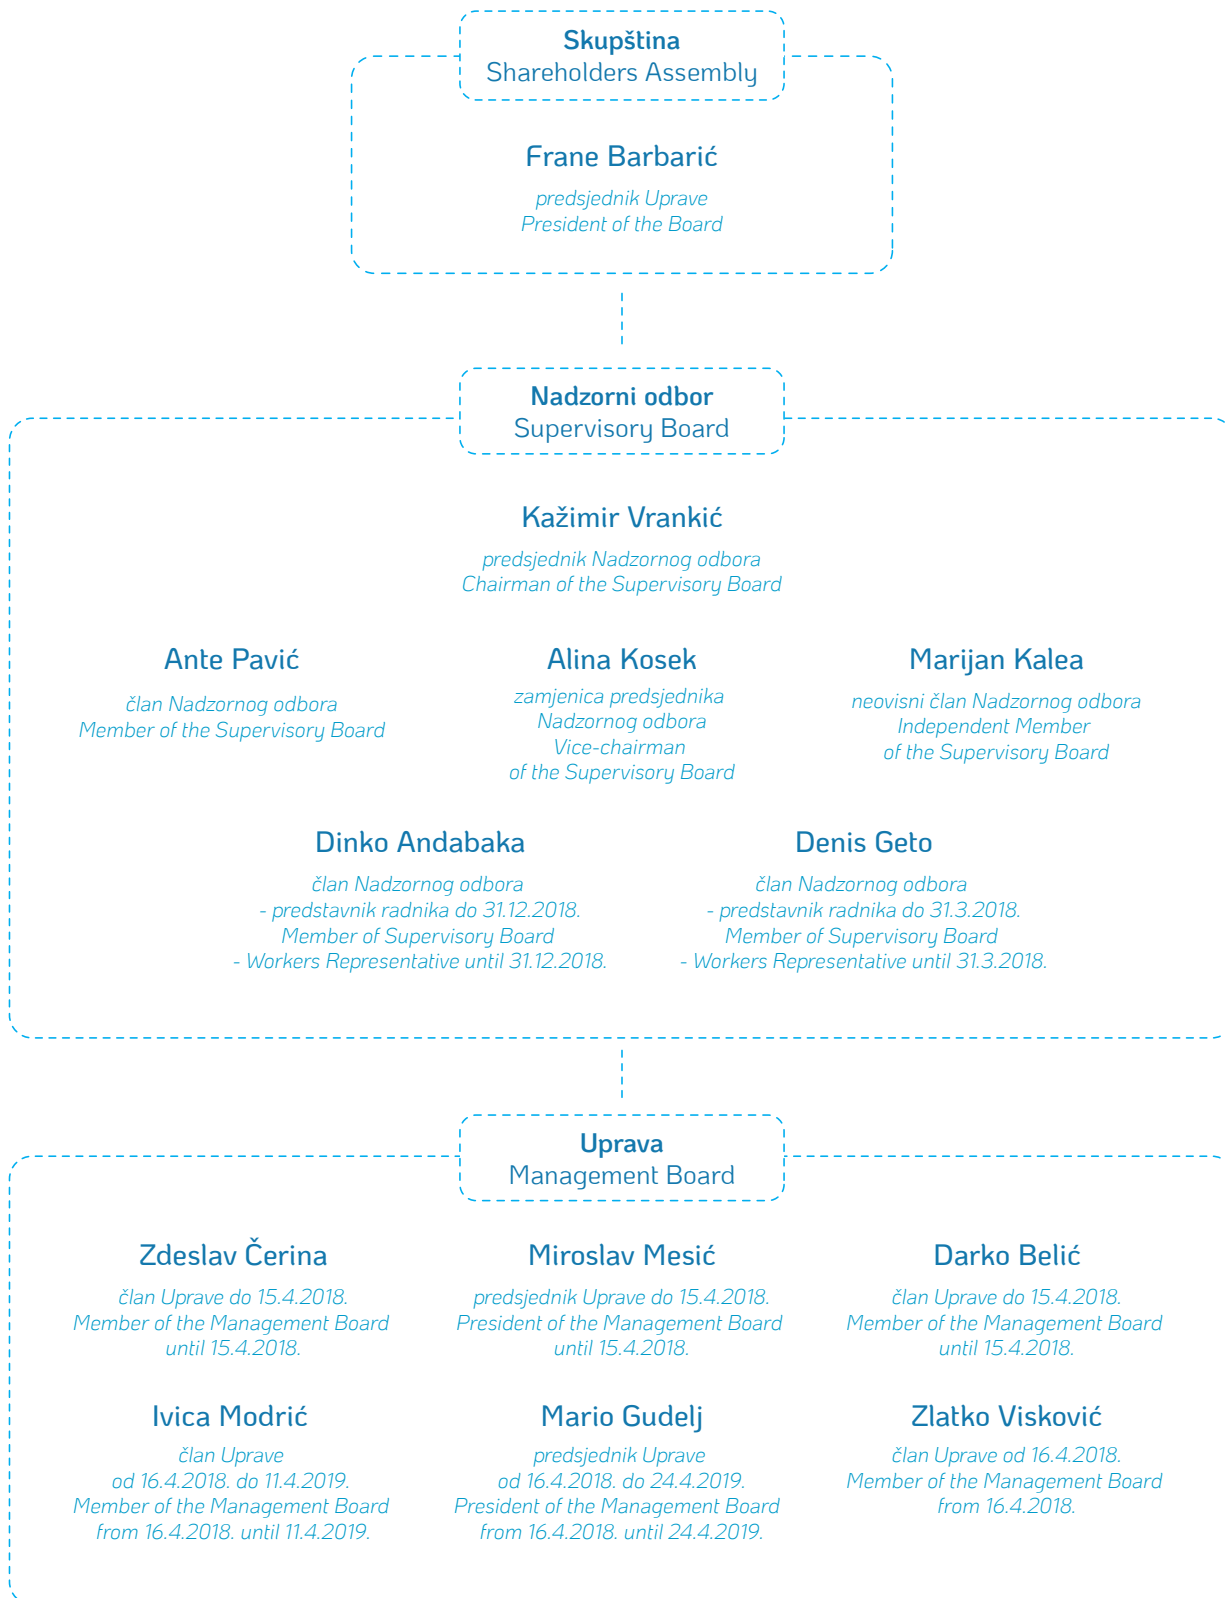 Skupština
Shareholders Assembly
Frane Barbarić
predsjednik Uprave
President of the Board
Nadzorni odbor
Supervisory Board
Kažimir Vrankić
predsjednik Nadzornog odbora
Chairman of the Supervisory Board
Ante Pavić
član Nadzornog odbora
Member of the Supervisory Board
Alina Kosek
zamjenica predsjednika
Nadzornog odbora
Vice-chairman
of the Supervisory Board
Marijan Kalea
neovisni član Nadzornog odbora
Independent Member
of the Supervisory Board
Dinko Andabaka
član Nadzornog odbora
- predstavnik radnika do 31.12.2018.
Member of Supervisory Board
- Workers Representative until 31.12.2018.
Denis Geto
član Nadzornog odbora
- predstavnik radnika do 31.3.2018.
Member of Supervisory Board
- Workers Representative until 31.3.2018.
Uprava
Management Board
Zdeslav Čerina
član Uprave do 15.4.2018.
Member of the Management Board
until 15.4.2018.
Miroslav Mesić
predsjednik Uprave do 15.4.2018.
President of the Management Board
until 15.4.2018.
Darko Belić
član Uprave do 15.4.2018.
Member of the Management Board
until 15.4.2018.
Ivica Modrić
član Uprave
od 16.4.2018. do 11.4.2019.
Member of the Management Board
from 16.4.2018. until 11.4.2019.
Mario Gudelj
predsjednik Uprave
od 16.4.2018. do 24.4.2019.
President of the Management Board
from 16.4.2018. until 24.4.2019.
Zlatko Visković
član Uprave od 16.4.2018.
Member of the Management Board
from 16.4.2018.